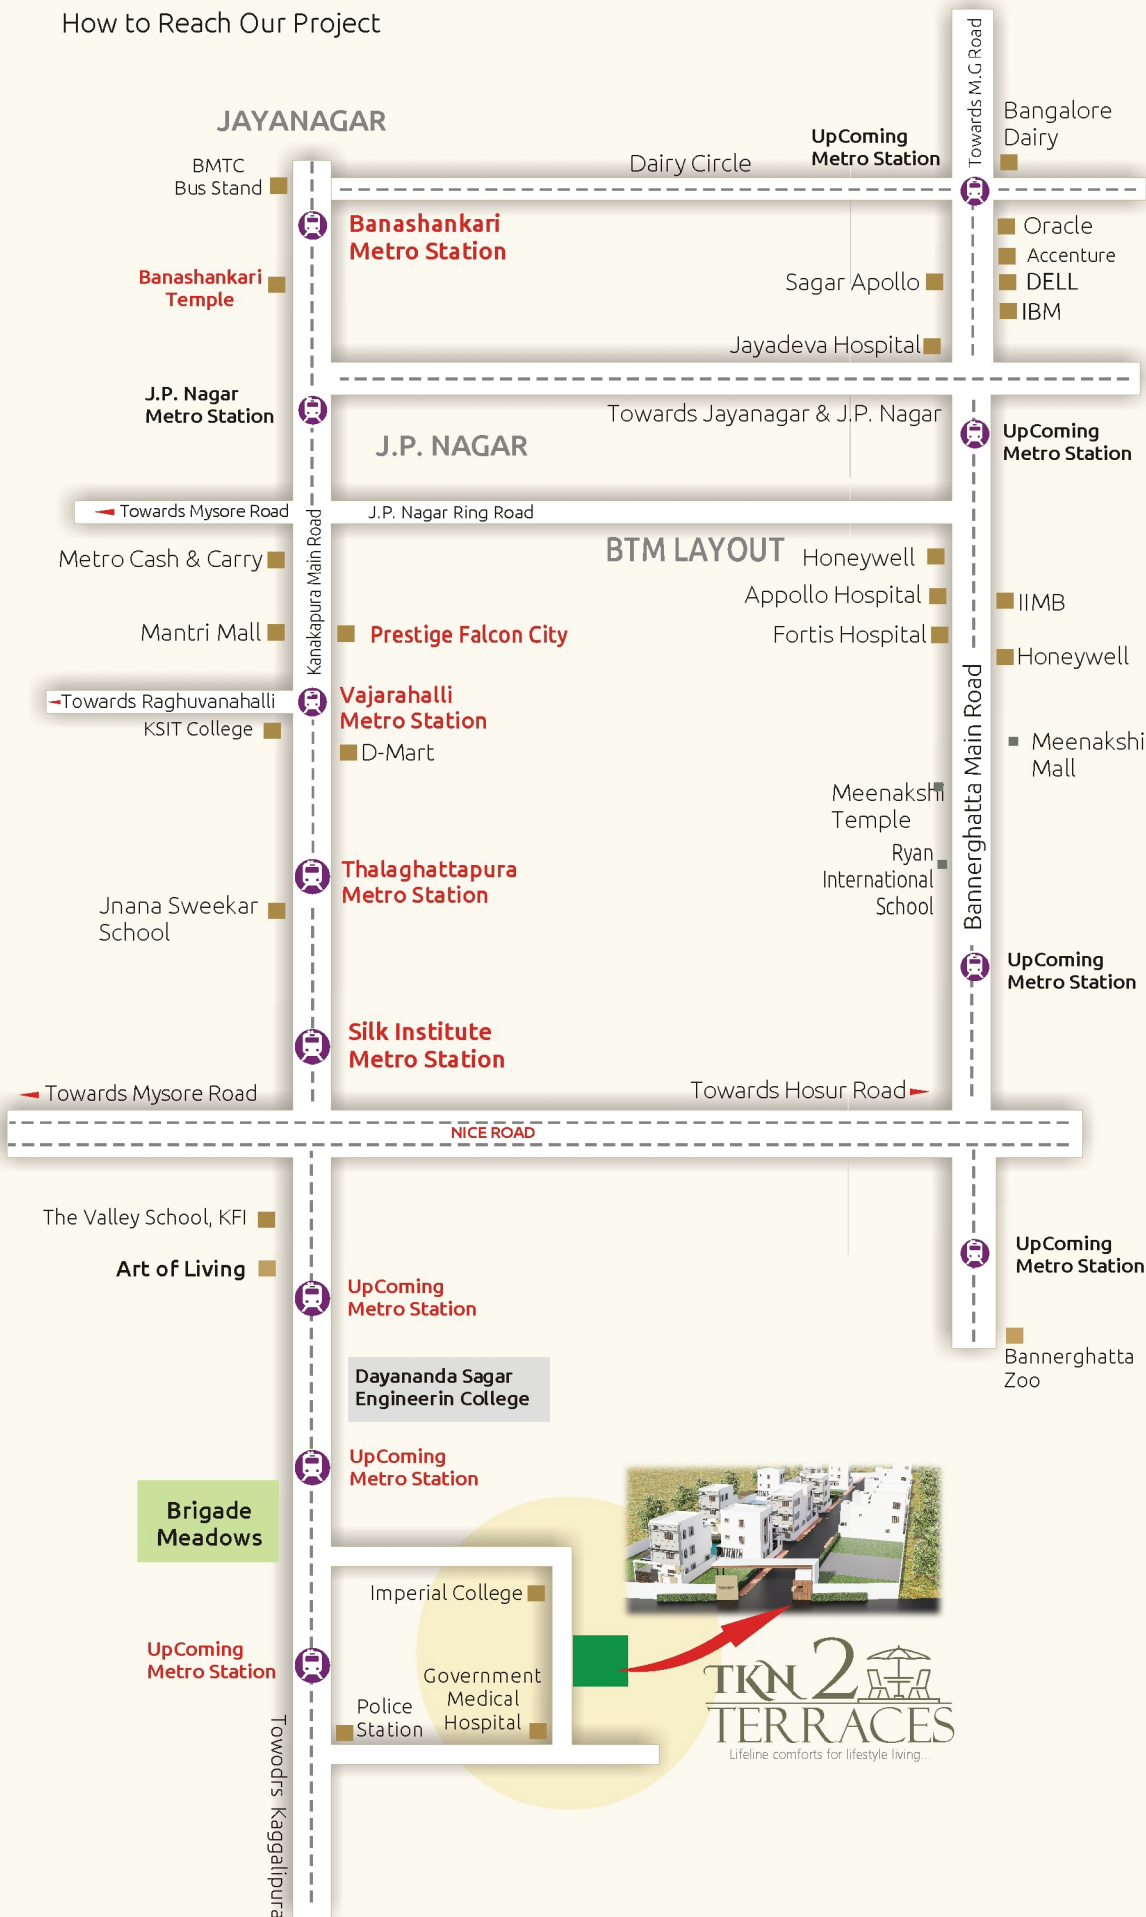 How to Reach Our Project
Towards M.G Road
JAYANAGAR
Bangalore
Dairy
UpComing
Metro Station
Dairy Circle
BMTC
Bus Stand
Banashankari
Metro Station
Oracle
Accenture
DELL
IBM
Banashankari
Temple
Sagar Apollo
Jayadeva Hospital
J.P. Nagar
Metro Station
Towards Jayanagar & J.P. Nagar
UpComing
Metro Station
J.P. NAGAR
Towards Mysore Road
J.P. Nagar Ring Road
Kanakapura Main Road
BTM LAYOUT
Metro Cash & Carry
Honeywell
Appollo Hospital
IIMB
Mantri Mall
Prestige Falcon City
Fortis Hospital
Honeywell
Bannerghatta Main Road
Towards Raghuvanahalli
Vajarahalli
Metro Station
KSIT College
D-Mart
Meenakshi
Mall
Meenakshi
Temple
Ryan
International
School
Thalaghattapura
Metro Station
Jnana Sweekar
School
UpComing
Metro Station
Silk Institute
Metro Station
Towards Mysore Road
Towards Hosur Road
NICE ROAD
The Valley School, KFI
Art of Living
UpComing
Metro Station
UpComing
Metro Station
Bannerghatta
Zoo
Dayananda Sagar
Engineerin College
UpComing
Metro Station
Brigade
Meadows
Imperial College
UpComing
Metro Station
Government
Medical
Hospital
Police
Station
TKN 2
TERRACES
Lifeline comforts for lifestyle living...
Towodrs Kaggalipura